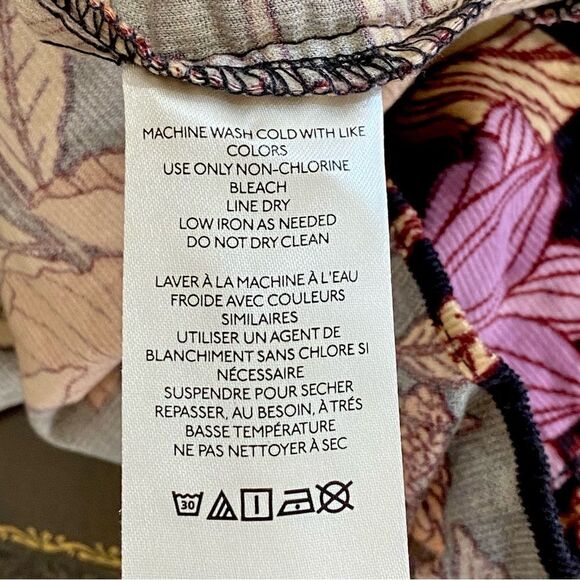 MACHINE WASH COLD WITH LIKE
COLORS
USE ONLY NON-CHLORINE
BLEACH
LINE DRY
LOW IRON AS NEEDED
DO NOT DRY CLEAN
LAVER À LA MACHINE À L'EAU
FROIDE AVEC COULEURS
SIMILAIRES
UTILISER UN AGENT DE
BLANCHIMENT SANS CHLORE SI
NÉCESSAIRE
SUSPENDRE POUR SECHER
REPASSER, AU BESOIN, À TRÉS
BASSE TEMPÉRATURE
NE PAS NETTOYER À SEC
30